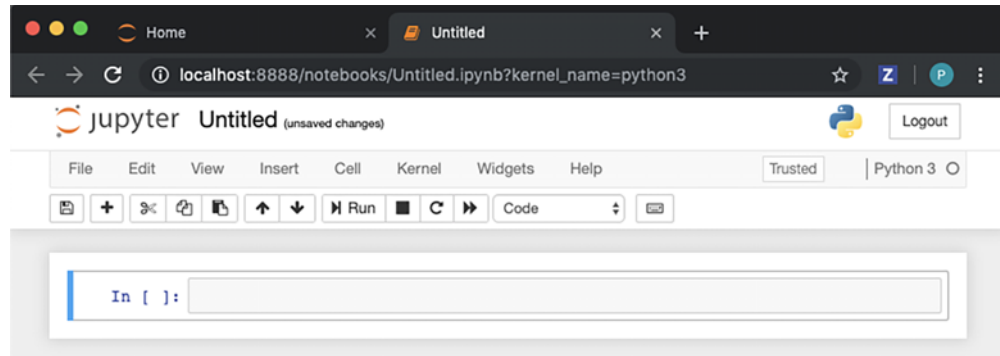 Home Untitled
localhost:8888/notebooks/Untitled.ipynb?kernel_name=python3 Z P
jupyter Untitled (unsaved changes) Logout
File Edit View Insert Cell Kernel Widgets Help Trusted Python 3
Run Code
In [ ]: